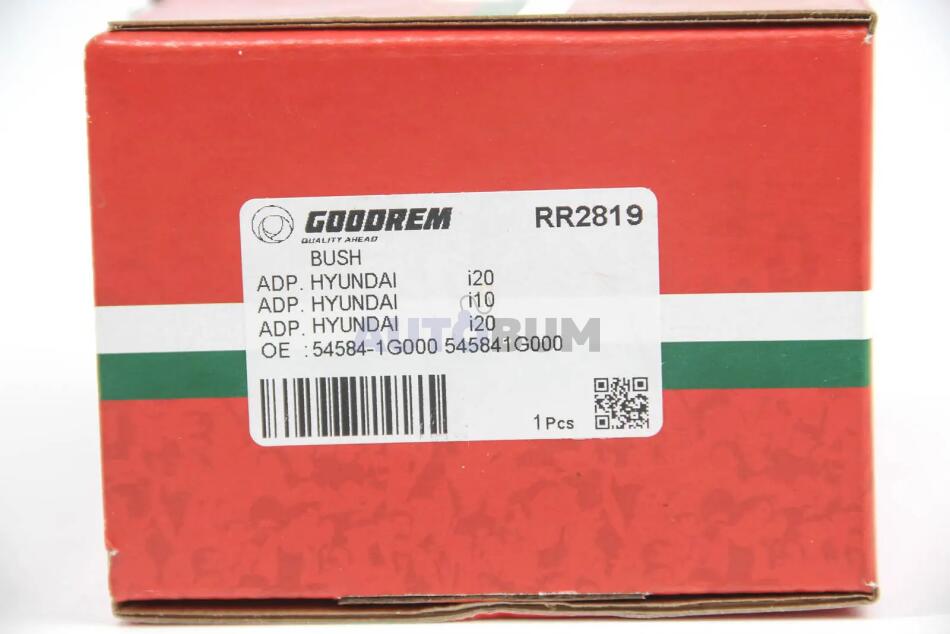 GOODREM
RR2819
QUALITY AHEAD
BUSH
ADP. HYUNDAI i20
ADP. HYUNDAI i10
ADP. HYUNDAI i20
AUTORUM
OE : 54584-1G000 545841G000
1 Pcs